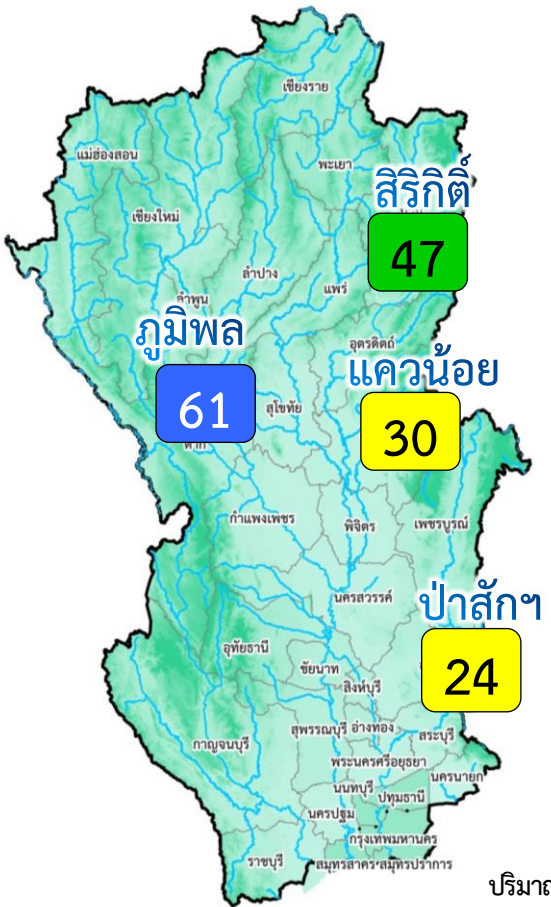 เชียงราย
แม่ฮ่องสอน
พะเยา
สิริกิติ์
เชียงใหม่
47
ลำปาง
แพร่
ลำพูน
ภูมิพล
อุตรดิตถ์
แควน้อย
61
สุโขทัย
30
ตาก
กำแพงเพชร
พิจิตร
เพชรบูรณ์
นครสวรรค์
ป่าสักฯ
อุทัยธานี
ชัยนาท
24
สิงห์บุรี
สุพรรณบุรี อ่างทอง
สระบุรี
กาญจนบุรี
พระนครศรีอยุธยา
นครนายก
นนทบุรี
ปทุมธานี
นครปฐม
กรุงเทพมหานคร
ราชบุรี
สมุทรสาคร สมุทรปราการ